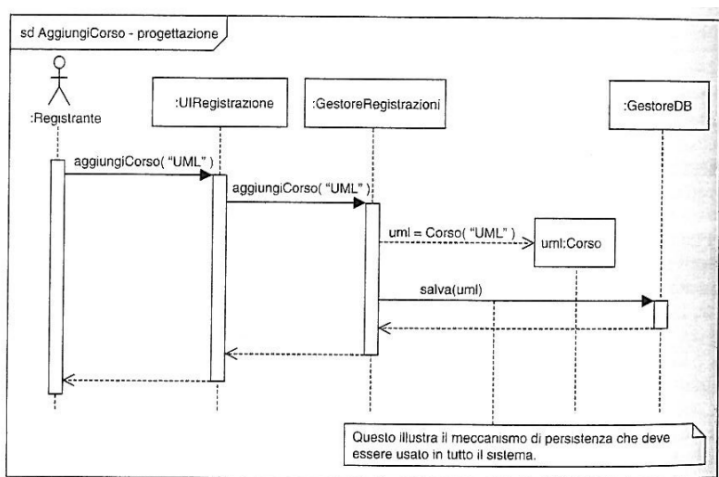 sd AggiungiCorso - progettazione
:Registrante
:UIRegistrazione
:GestoreRegistrazioni
:GestoreDB
aggiungiCorso( "UML" )
aggiungiCorso( "UML" )
uml = Corso( "UML" )
uml:Corso
salva(uml)
Questo illustra il meccanismo di persistenza che deve
essere usato in tutto il sistema.